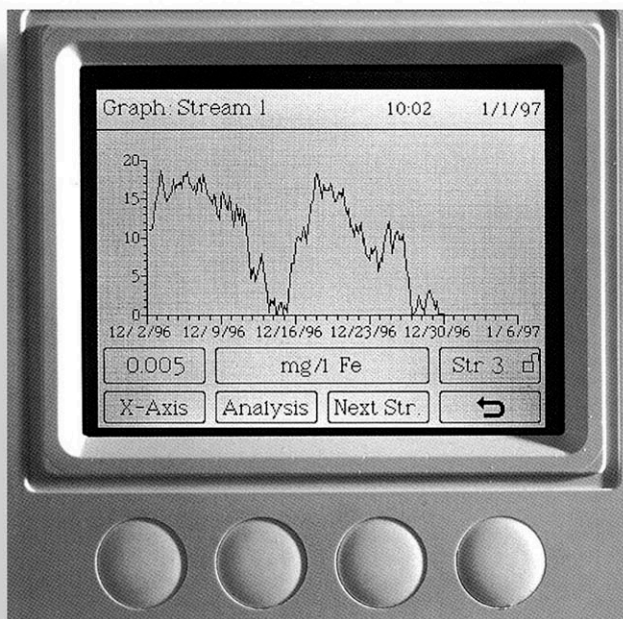 Graph: Stream 1 10:02 1/1/97
20
15
10
5
0
12/ 2/96 12/ 9/96 12/16/96 12/23/96 12/30/96 1/ 6/97
0.005 mg/l Fe Str 3
X-Axis Analysis Next Str.